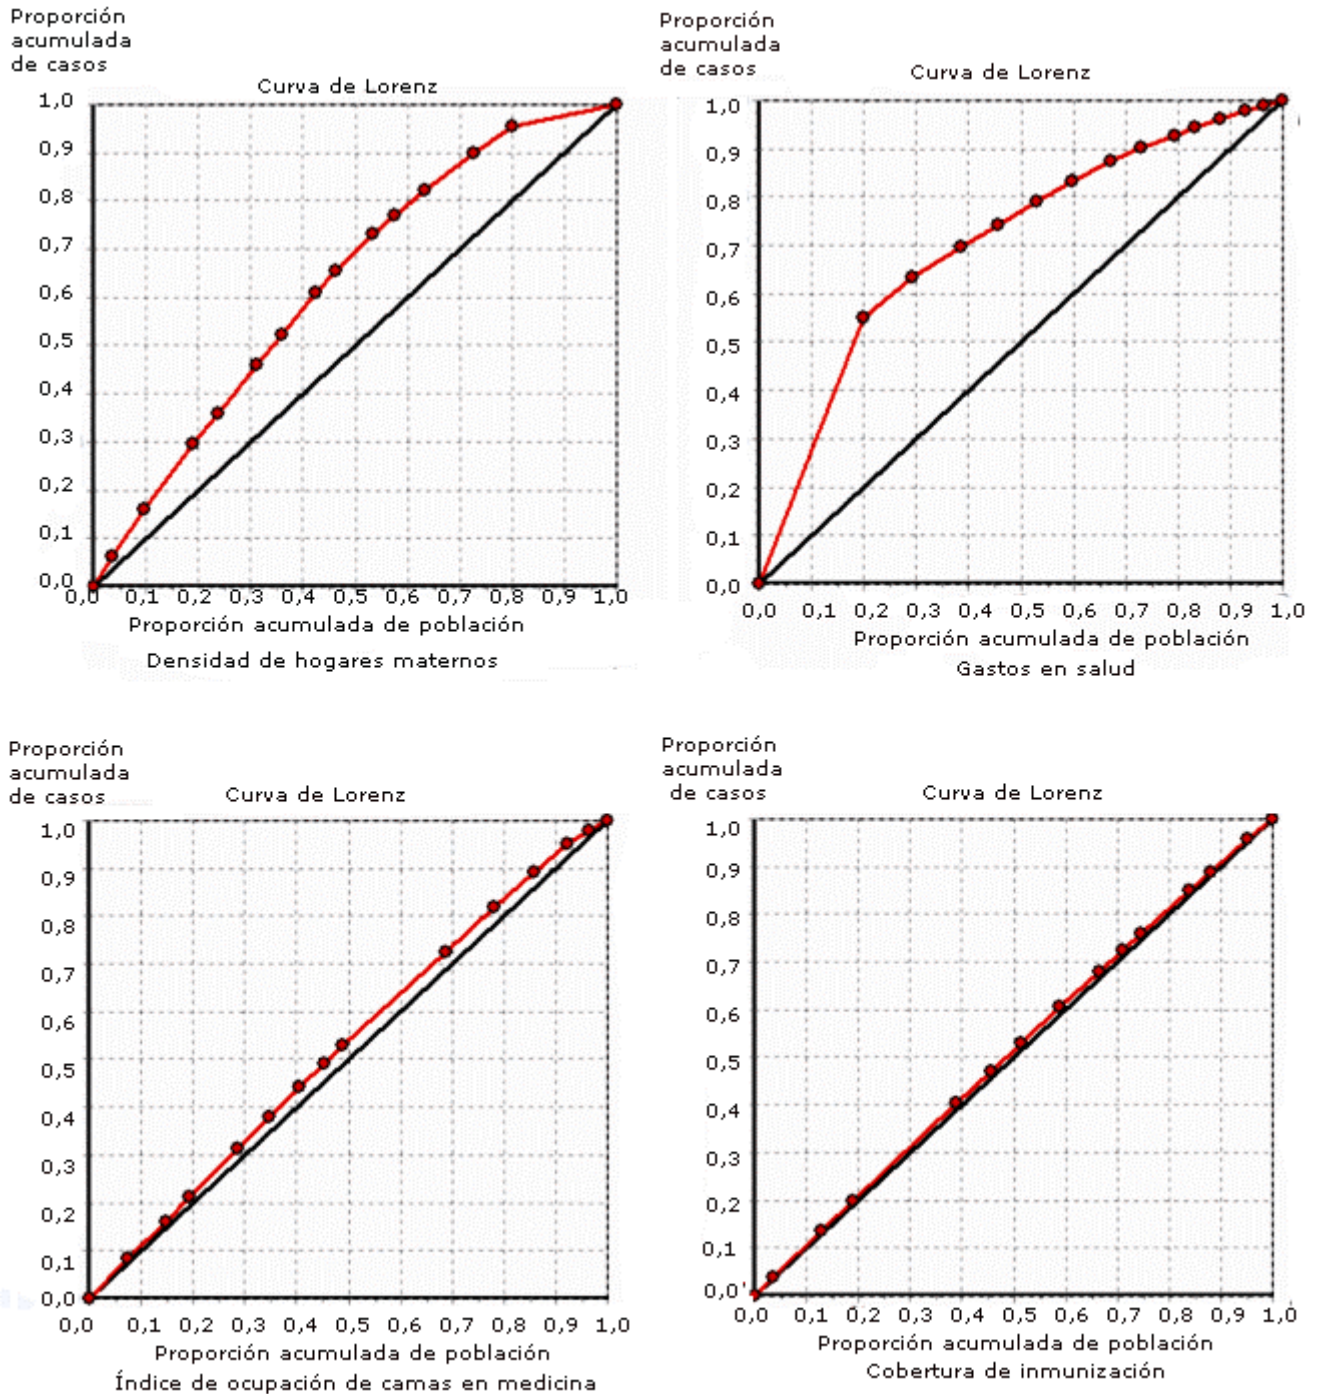 Proporción
acumulada
de casos
Curva de Lorenz
1,0
0,9
0,8
0,7
0,6
0,5
0,4
0,3
0,2
0,1
0,0
0,0 0,1 0,2 0,3 0,4 0,5 0,6 0,7 0,8 0,9 1,0
Proporción acumulada de población
Densidad de hogares maternos
Proporción
acumulada
de casos
Curva de Lorenz
1,0
0,9
0,8
0,7
0,6
0,5
0,4
0,3
0,2
0,1
0,0
0,0 0,1 0,2 0,3 0,4 0,5 0,6 0,7 0,8 0,9 1,0
Proporción acumulada de población
Gastos en salud
Proporción
acumulada
de casos
Curva de Lorenz
1,0
0,9
0,8
0,7
0,6
0,5
0,4
0,3
0,2
0,1
0,0
0,0 0,1 0,2 0,3 0,4 0,5 0,6 0,7 0,8 0,9 1,0
Proporción acumulada de población
Índice de ocupación de camas en medicina
Proporción
acumulada
de casos
Curva de Lorenz
1,0
0,9
0,8
0,7
0,6
0,5
0,4
0,3
0,2
0,1
0,0
0,0 0,1 0,2 0,3 0,4 0,5 0,6 0,7 0,8 0,9 1,0
Proporción acumulada de población
Cobertura de inmunización